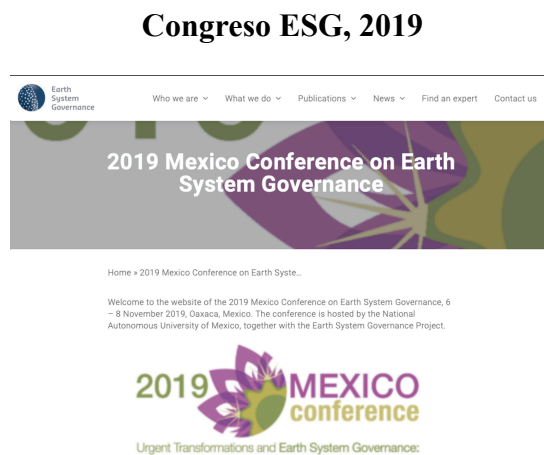 Congreso ESG, 2019
Earth
System
Governance
Who we are What we do Publications News Find an expert Contact us
2019 Mexico Conference on Earth
System Governance
Home » 2019 Mexico Conference on Earth Syste...
Welcome to the website of the 2019 Mexico Conference on Earth System Governance, 6
– 8 November 2019, Oaxaca, Mexico. The conference is hosted by the National
Autonomous University of Mexico, together with the Earth System Governance Project.
2019 MEXICO
conference
Urgent Transformations and Earth System Governance: